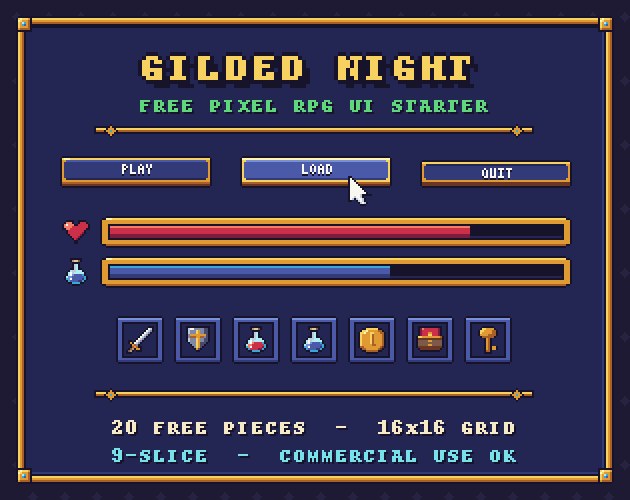 GILDED NIGHT
FREE PIXEL RPG UI STARTER
PLAY LOAD QUIT
20 FREE PIECES - 16x16 GRID
9-SLICE - COMMERCIAL USE OK